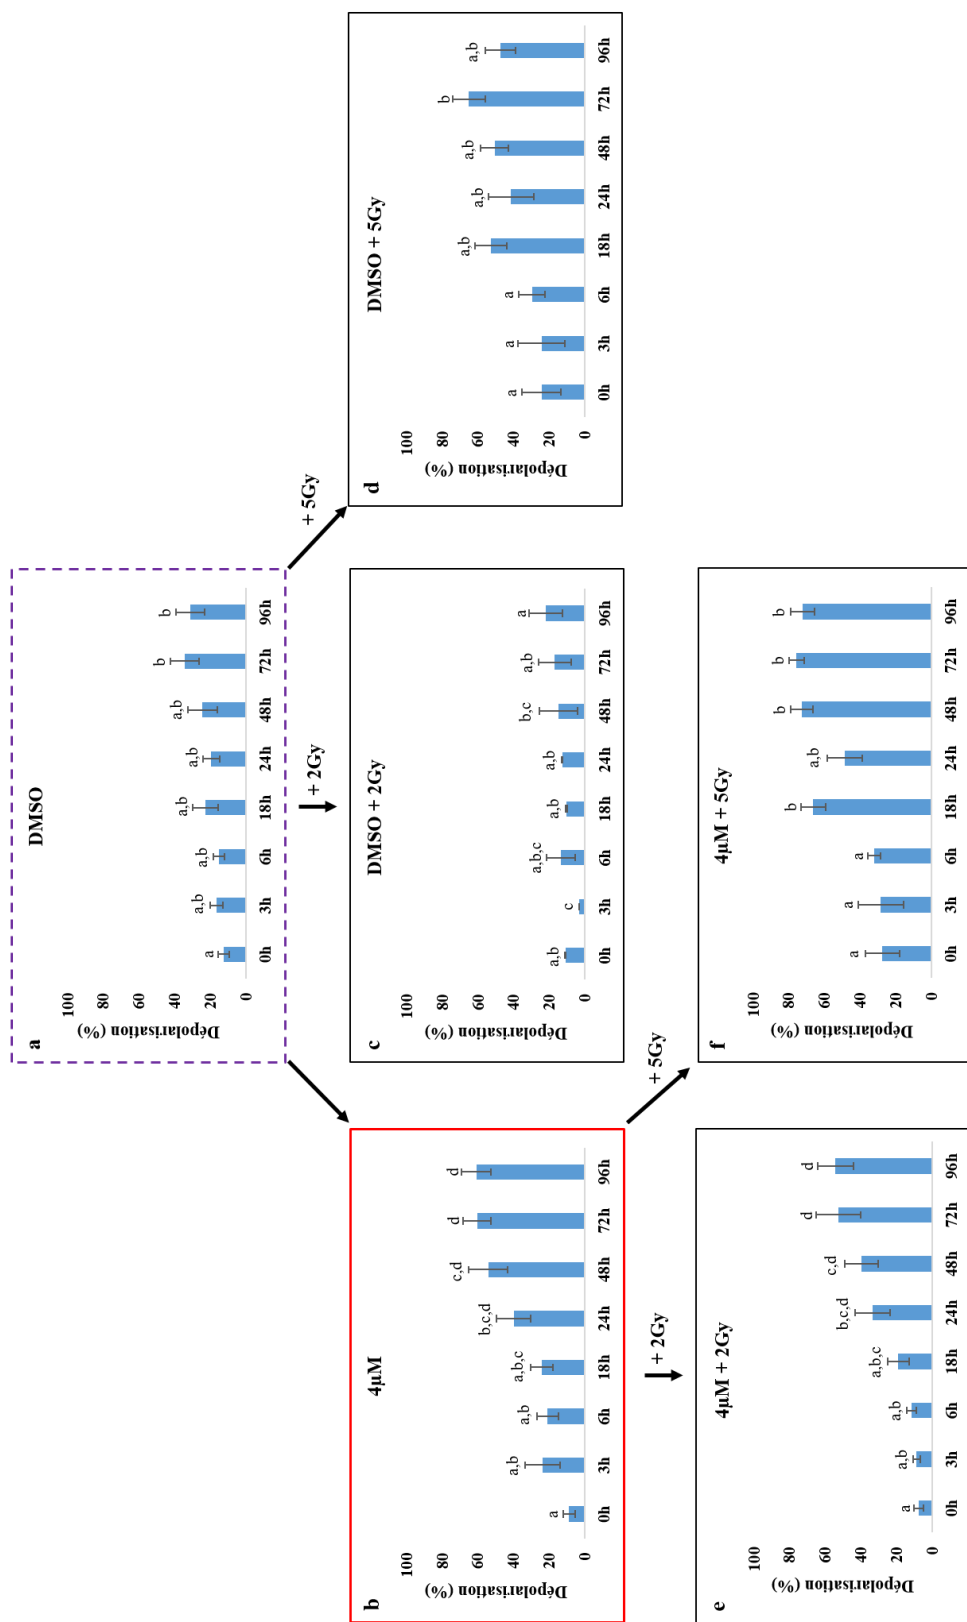 a
DMSO
Dépolarisation (%)
100
80
60
40
20
0
a
a,b
a,b
a,b
a,b
a,b
b
b
0h 3h 6h 18h 24h 48h 72h 96h
+ 2Gy
+ 5Gy
b
4μM
Dépolarisation (%)
100
80
60
40
20
0
a
a,b
a,b
a,b,c
b,c,d
c,d
d
d
0h 3h 6h 18h 24h 48h 72h 96h
c
DMSO + 2Gy
Dépolarisation (%)
100
80
60
40
20
0
a,b
c
a,b,c
a,b
a,b
b,c
a,b
a
0h 3h 6h 18h 24h 48h 72h 96h
d
DMSO + 5Gy
Dépolarisation (%)
100
80
60
40
20
0
a
a
a
a,b
a,b
a,b
b
a,b
0h 3h 6h 18h 24h 48h 72h 96h
+ 2Gy
+ 5Gy
e
4μM + 2Gy
Dépolarisation (%)
100
80
60
40
20
0
a
a,b
a,b
a,b,c
b,c,d
c,d
d
d
0h 3h 6h 18h 24h 48h 72h 96h
f
4μM + 5Gy
Dépolarisation (%)
100
80
60
40
20
0
a
a
a
b
a,b
b
b
b
0h 3h 6h 18h 24h 48h 72h 96h